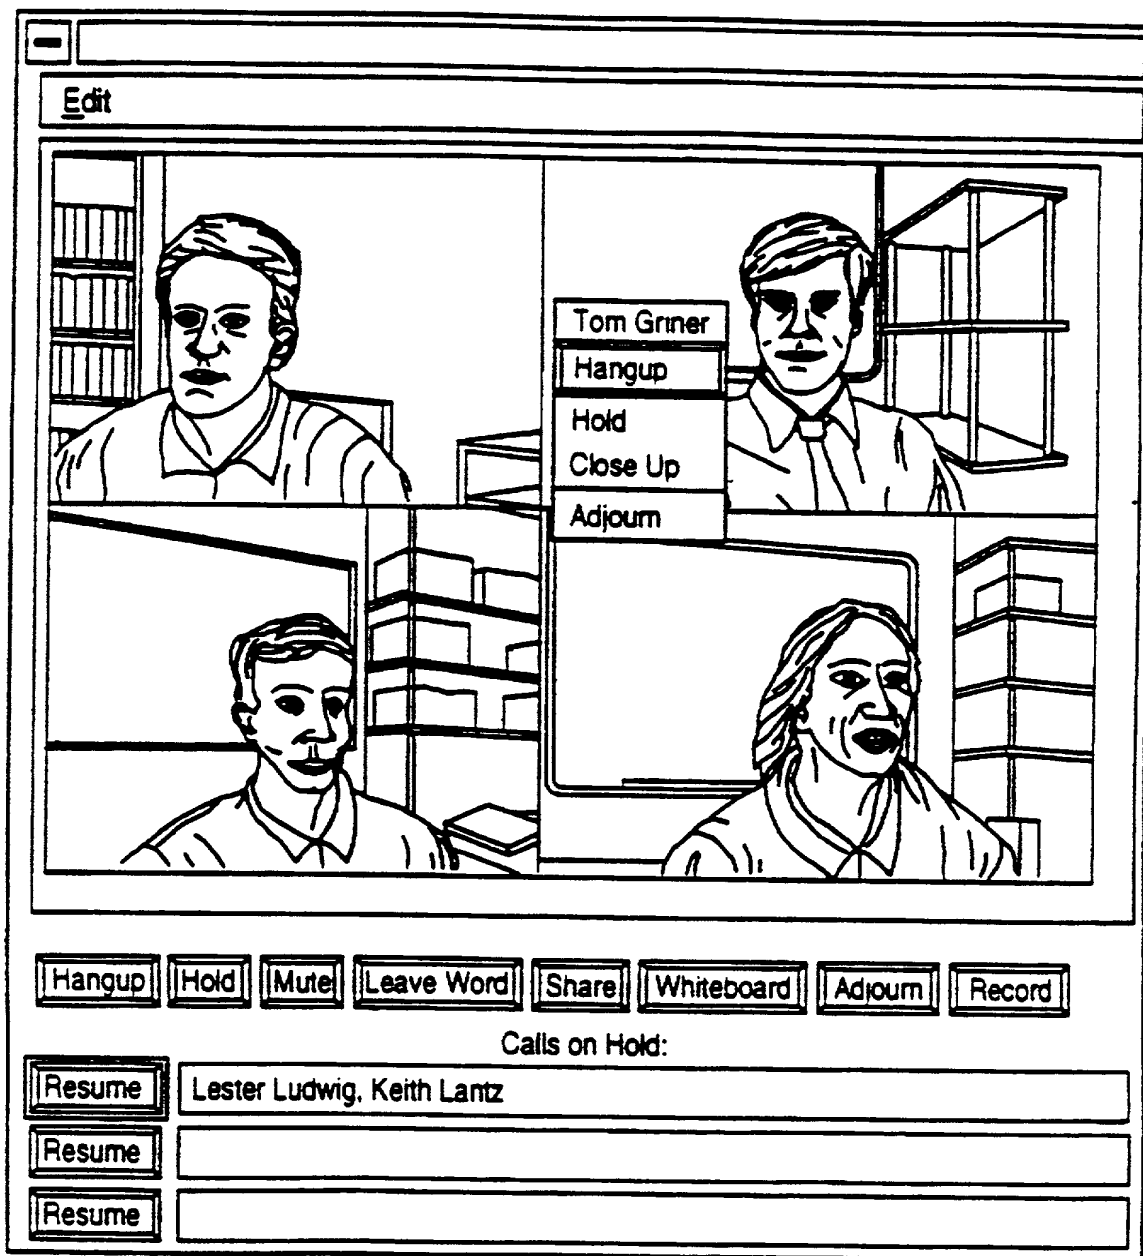 Edit
Tom Griner
Hangup
Hold
Close Up
Adjourn
Hangup Hold Mute Leave Word Share Whiteboard Adjourn Record
Calls on Hold:
Resume Lester Ludwig, Keith Lantz
Resume
Resume